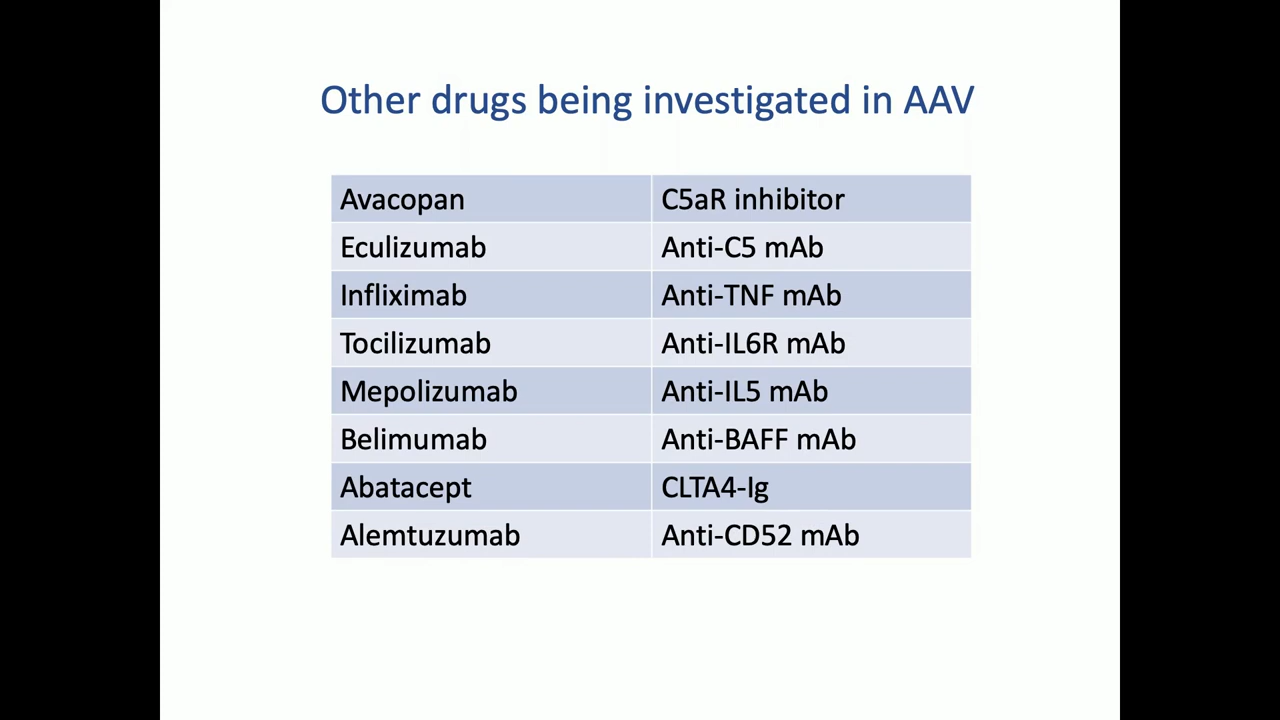 Other drugs being investigated in AAV
Avacopan C5aR inhibitor
Eculizumab Anti-C5 mAb
Infliximab Anti-TNF mAb
Tocilizumab Anti-IL6R mAb
Mepolizumab Anti-IL5 mAb
Belimumab Anti-BAFF mAb
Abatacept CLTA4-Ig
Alemtuzumab Anti-CD52 mAb